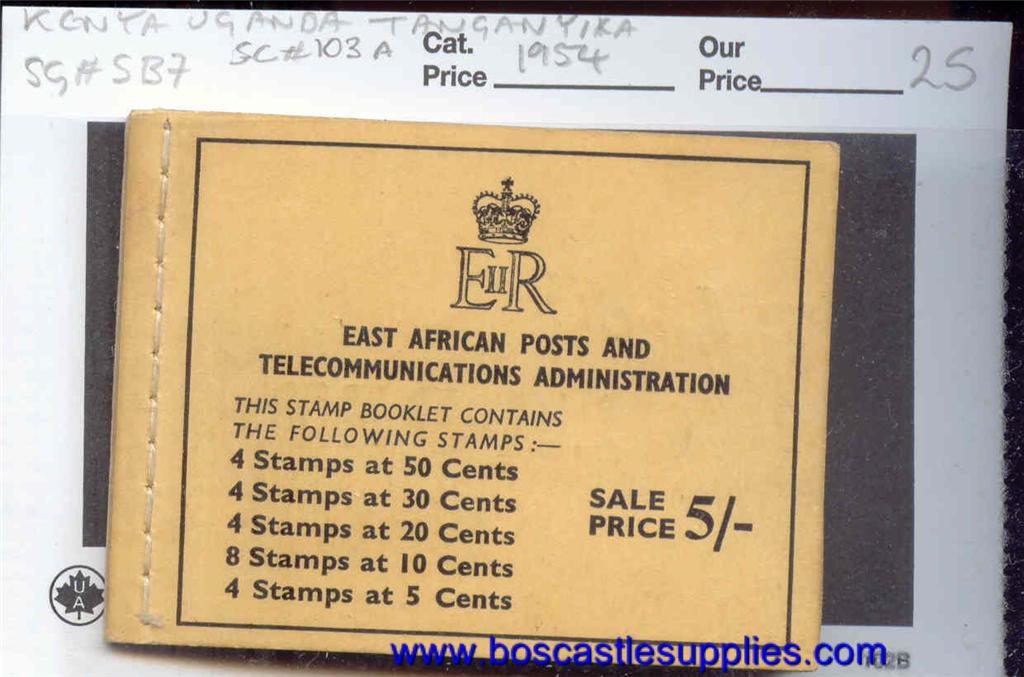 KENYA UGANDA TANGANYIKA
SG# SB7 SC#103A Cat. Price 1954 Our Price 25
EIIR
EAST AFRICAN POSTS AND
TELECOMMUNICATIONS ADMINISTRATION
THIS STAMP BOOKLET CONTAINS
THE FOLLOWING STAMPS :—
4 Stamps at 50 Cents
4 Stamps at 30 Cents
4 Stamps at 20 Cents
8 Stamps at 10 Cents
4 Stamps at 5 Cents
SALE
PRICE 5/-
UA
www.boscastlesupplies.com
102B